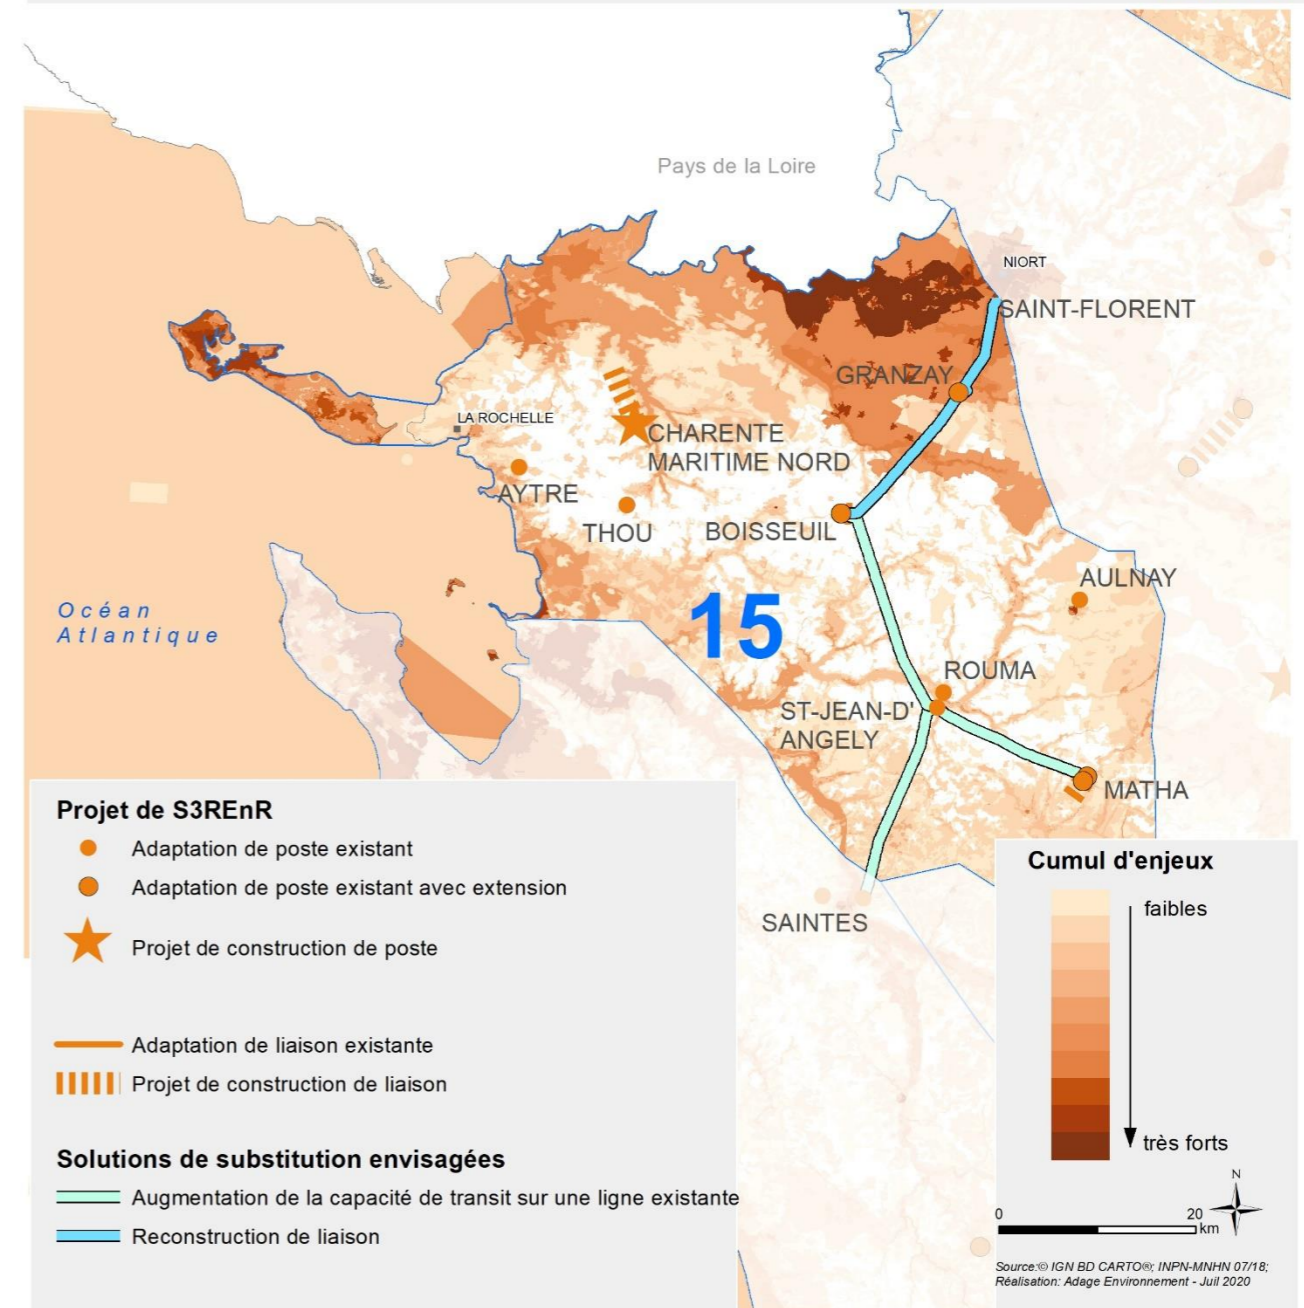 Pays de la Loire
NIORT
SAINT-FLORENT
GRANZAY
LA ROCHELLE
CHARENTE
MARITIME NORD
AYTRE
THOU
BOISSEUIL
AULNAY
Océan
Atlantique
15
ROUMA
ST-JEAN-D'
ANGELY
MATHA
SAINTES
Projet de S3REnR
Adaptation de poste existant
Adaptation de poste existant avec extension
Projet de construction de poste
Adaptation de liaison existante
Projet de construction de liaison
Solutions de substitution envisagées
Augmentation de la capacité de transit sur une ligne existante
Reconstruction de liaison
Cumul d'enjeux
faibles
très forts
N
0 20
km
Source:© IGN BD CARTO®; INPN-MNHN 07/18;
Réalisation: Adage Environnement - Juil 2020